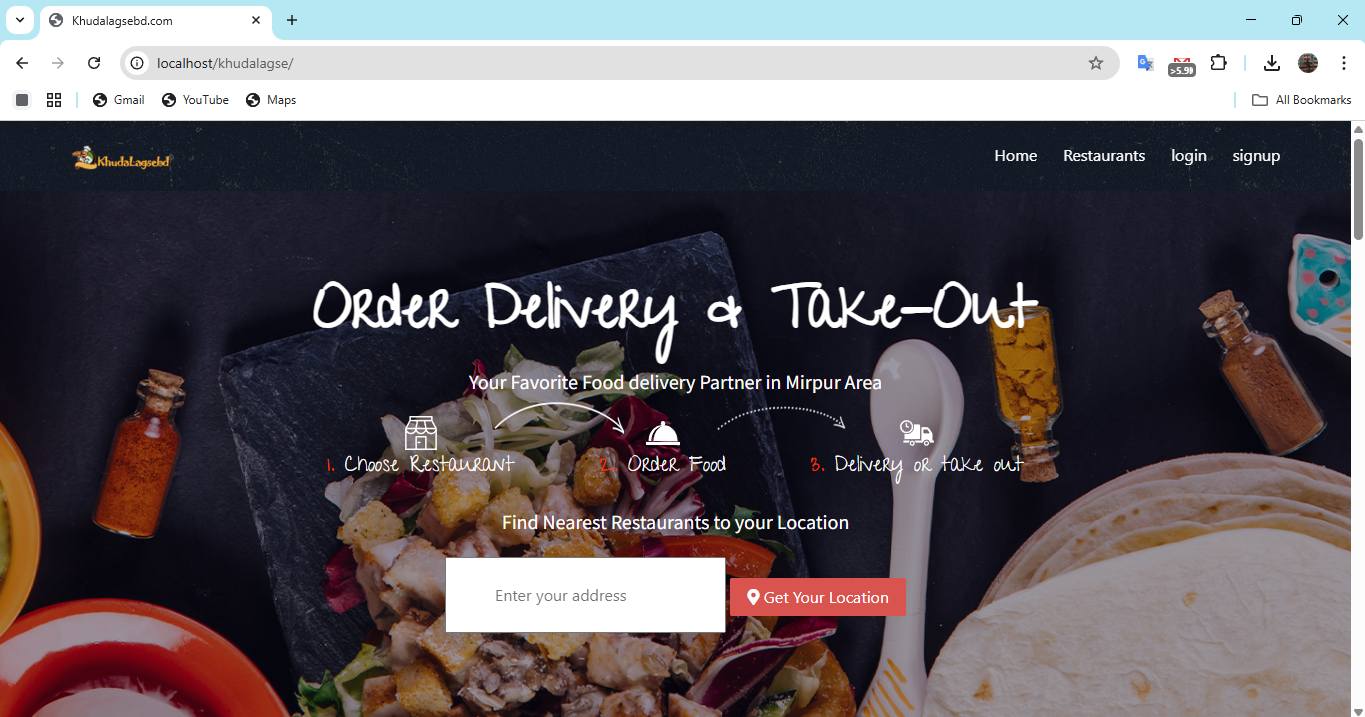 Khudalagsebd.com
localhost/khudalagse/
>5.9
Gmail YouTube Maps All Bookmarks
KhudaLagsebd Home Restaurants login signup
Order Delivery & Take-Out
Your Favorite Food delivery Partner in Mirpur Area
1. Choose Restaurant 2. Order Food 3. Delivery or take out
Find Nearest Restaurants to your Location
Enter your address Get Your Location